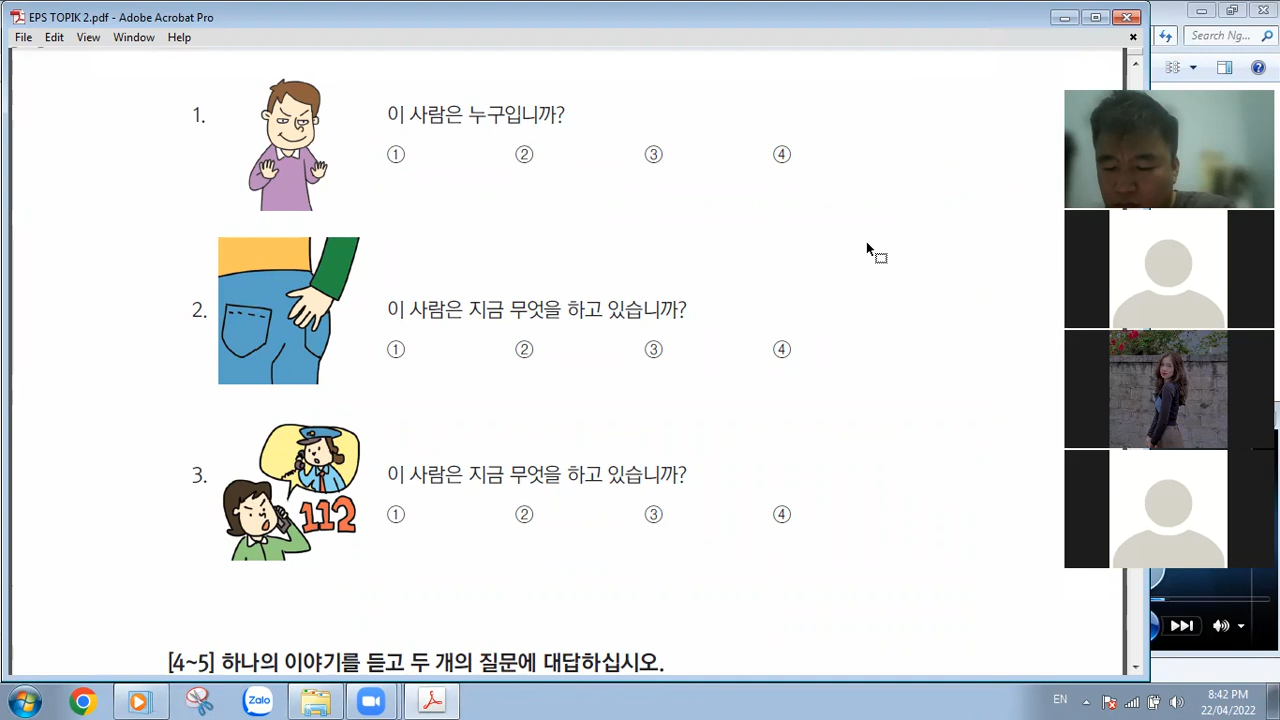 EPS TOPIK 2.pdf - Adobe Acrobat Pro
File Edit View Window Help
Search Ng...
1. 이 사람은 누구입니까?
① ② ③ ④
2. 이 사람은 지금 무엇을 하고 있습니까?
① ② ③ ④
3. 이 사람은 지금 무엇을 하고 있습니까?
112
① ② ③ ④
[4~5] 하나의 이야기를 듣고 두 개의 질문에 대답하십시오.
Zalo
EN
8:42 PM
22/04/2022